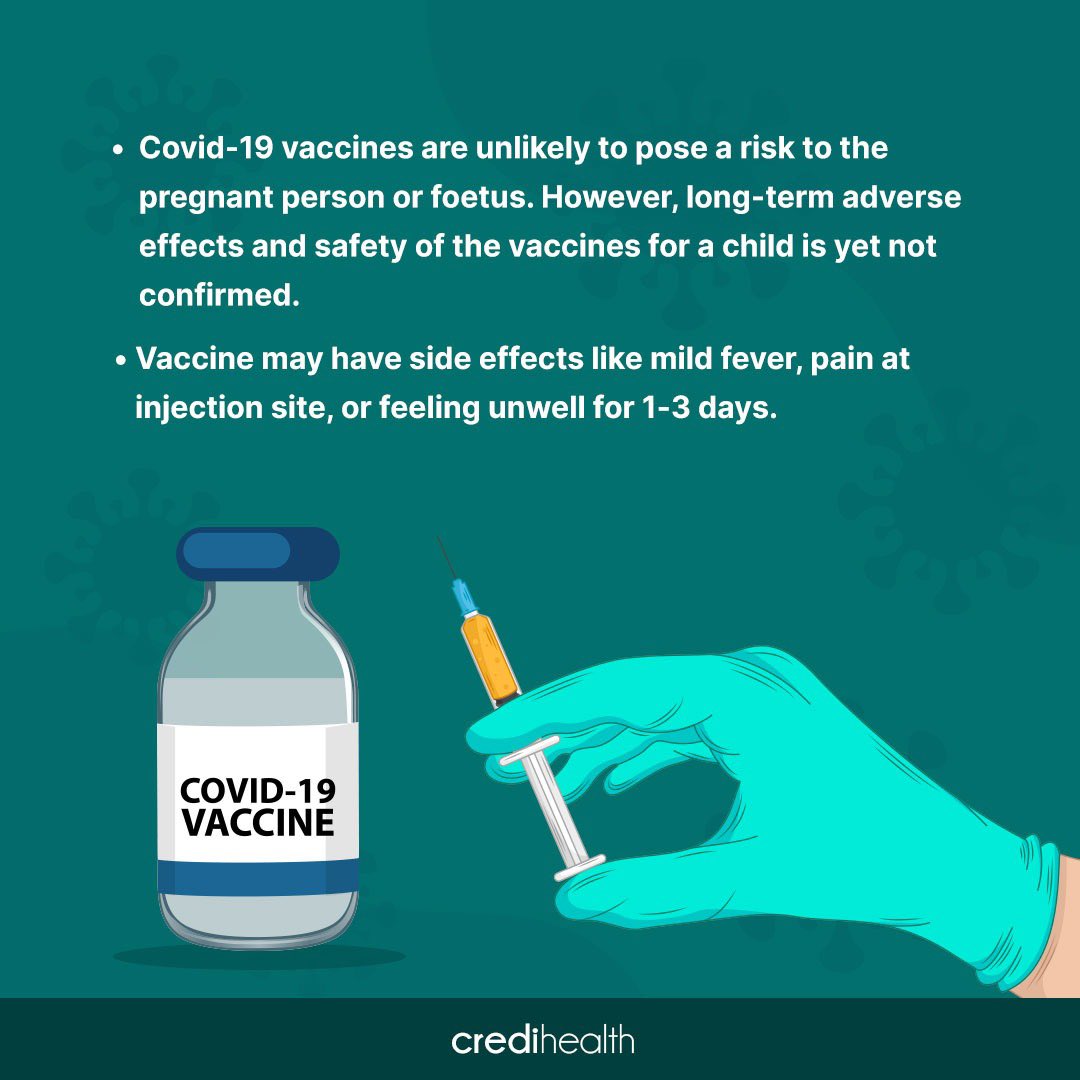 • Covid-19 vaccines are unlikely to pose a risk to the
pregnant person or foetus. However, long-term adverse
effects and safety of the vaccines for a child is yet not
confirmed.
• Vaccine may have side effects like mild fever, pain at
injection site, or feeling unwell for 1-3 days.
COVID-19
VACCINE
credihealth